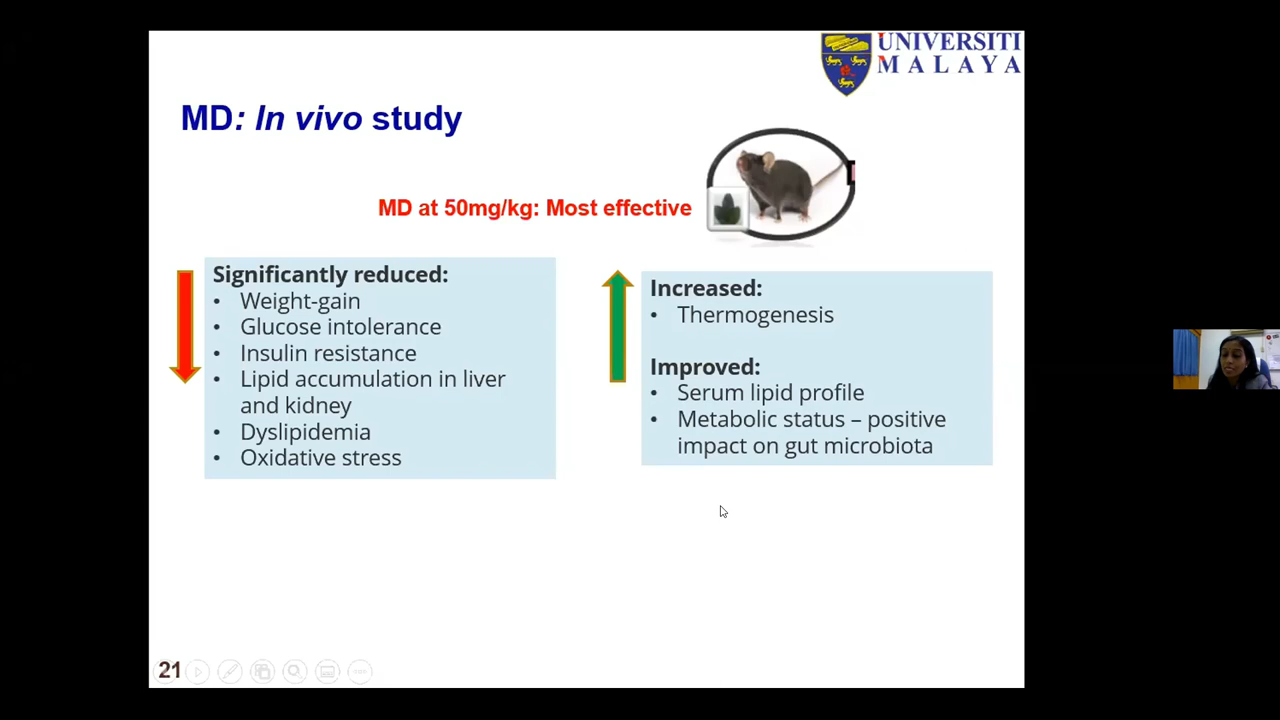 UNIVERSITI
MALAYA
MD: In vivo study
MD at 50mg/kg: Most effective
Significantly reduced:
• Weight-gain
• Glucose intolerance
• Insulin resistance
• Lipid accumulation in liver
and kidney
• Dyslipidemia
• Oxidative stress
Increased:
• Thermogenesis
Improved:
• Serum lipid profile
• Metabolic status – positive
impact on gut microbiota
21